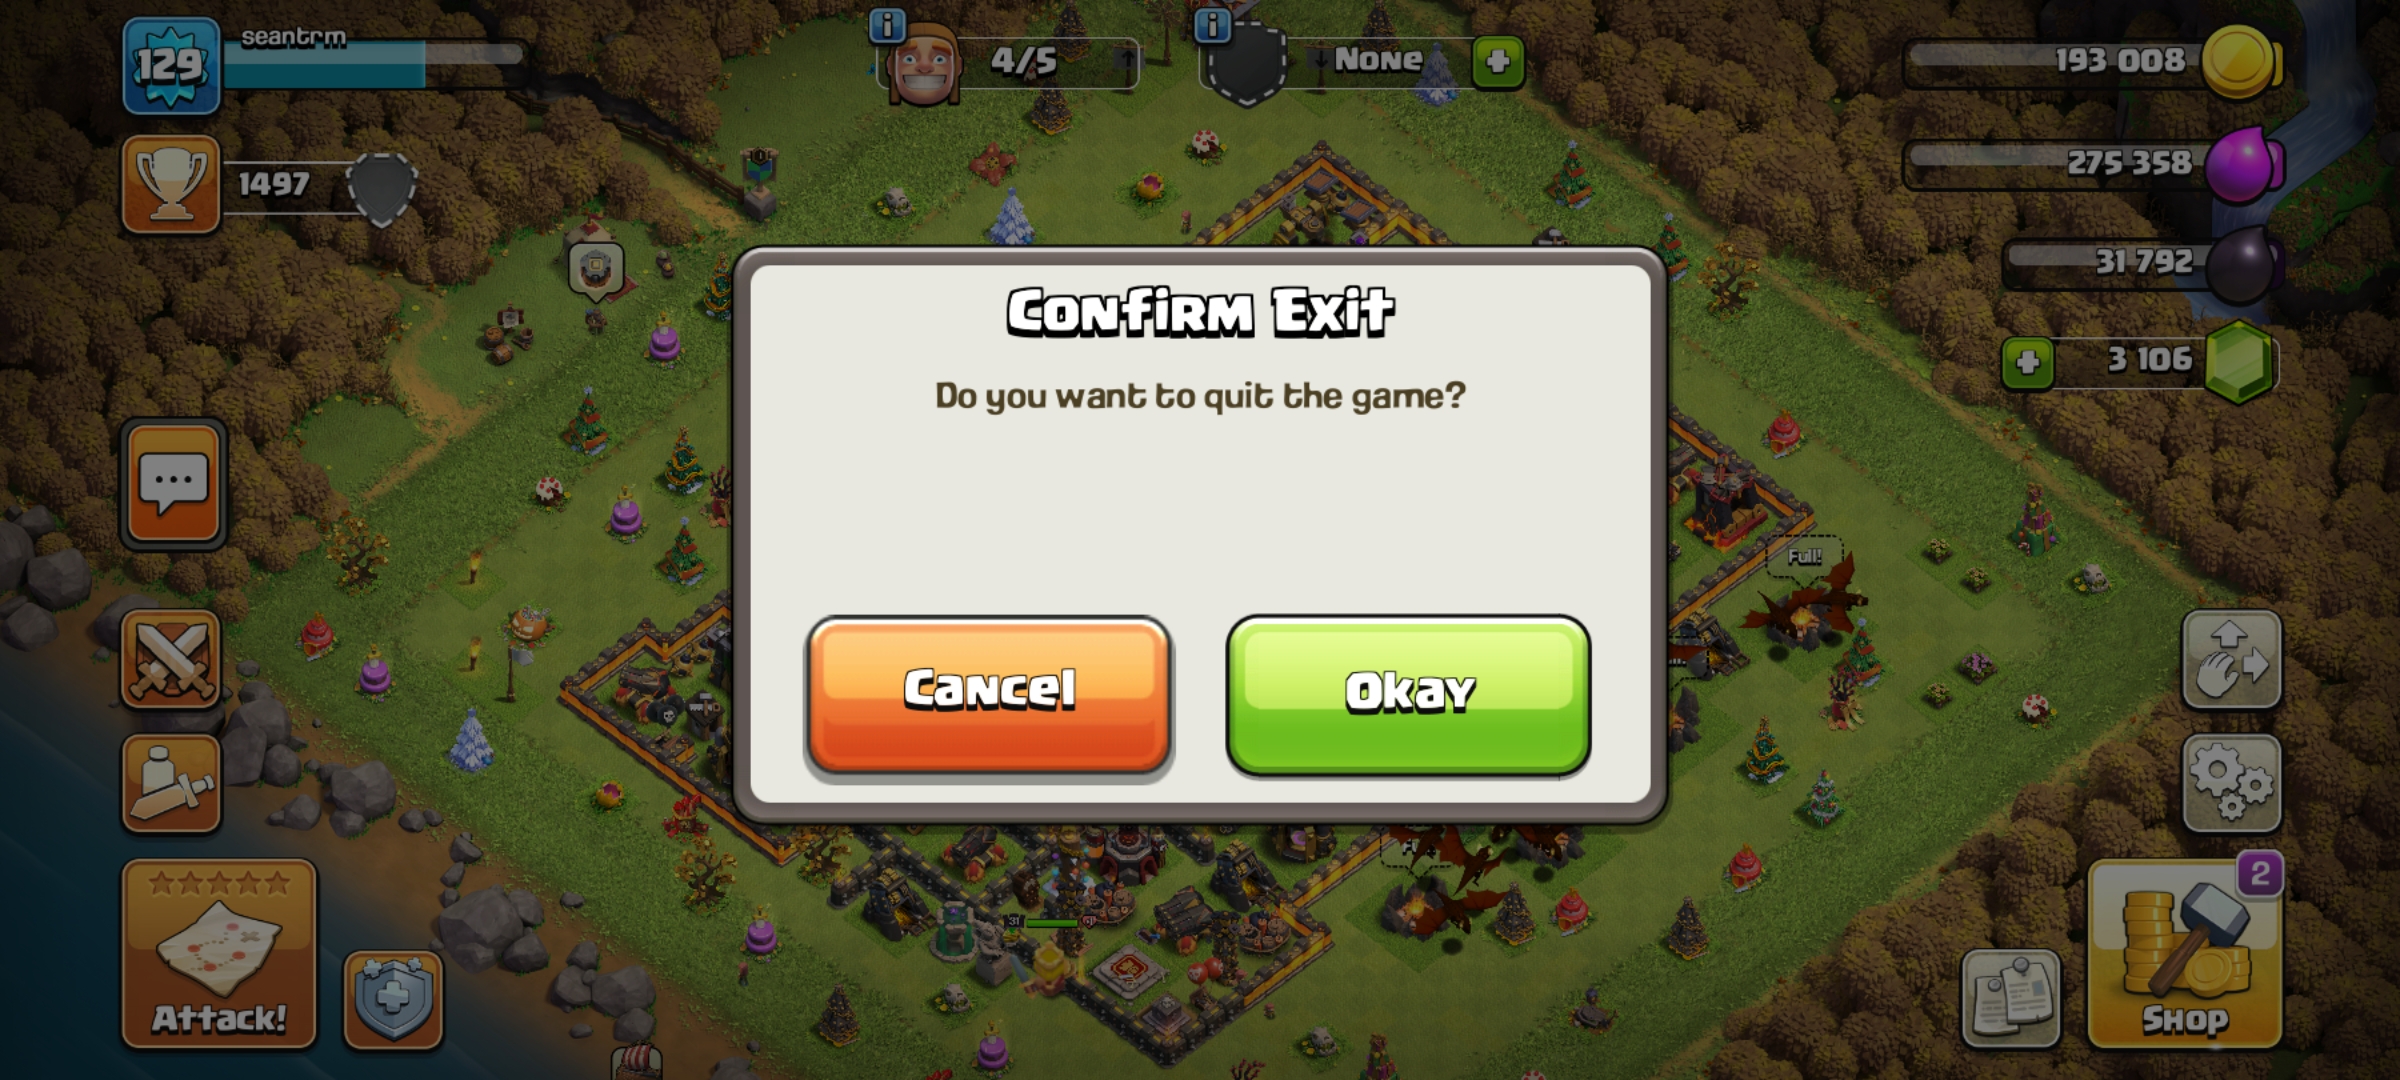 129
seantrm
4/5
None
193 008
1497
275 358
31 792
3 106
Confirm Exit
Do you want to quit the game?
Full!
Cancel
Okay
2
31
Attack!
Shop